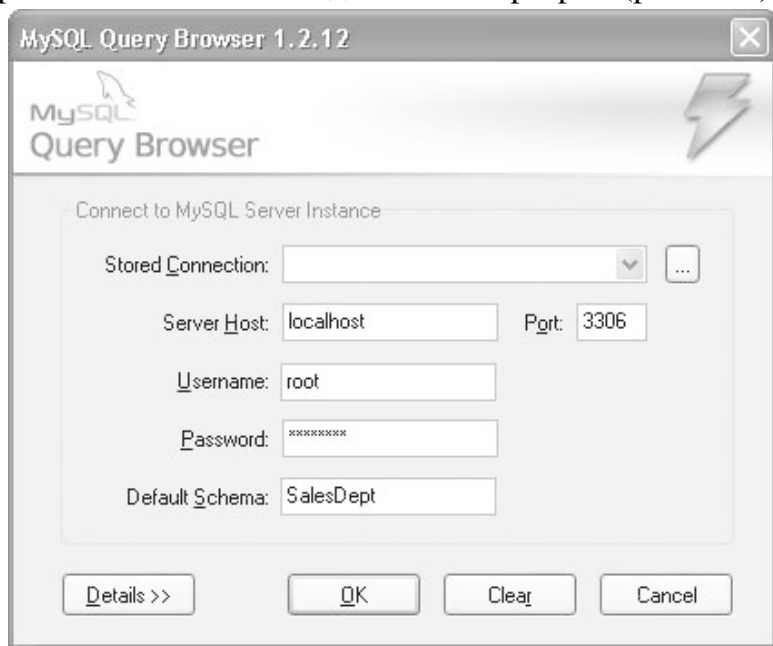 MySQL Query Browser 1.2.12
MySQL
Query Browser
Connect to MySQL Server Instance
Stored Connection:
...
Server Host: localhost Port: 3306
Username: root
Password: ********
Default Schema: SalesDept
Details >> OK Clear Cancel